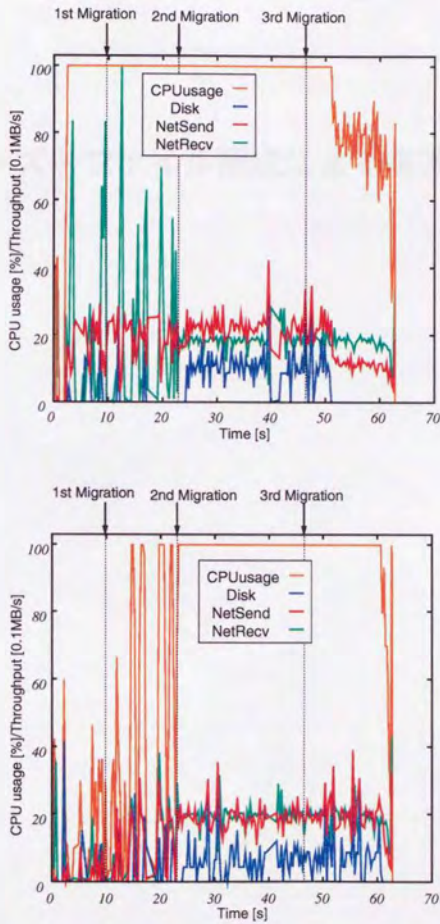 1st Migration 2nd Migration 3rd Migration
100
80
60
40
20
0
CPU usage [%]/Throughput [0.1MB/s]
CPUusage
Disk
NetSend
NetRecv
0 10 20 30 40 50 60 70
Time [s]
1st Migration 2nd Migration 3rd Migration
100
80
60
40
20
0
CPU usage [%]/Throughput [0.1MB/s]
CPUusage
Disk
NetSend
NetRecv
0 10 20 30 40 50 60 70
Time [s]